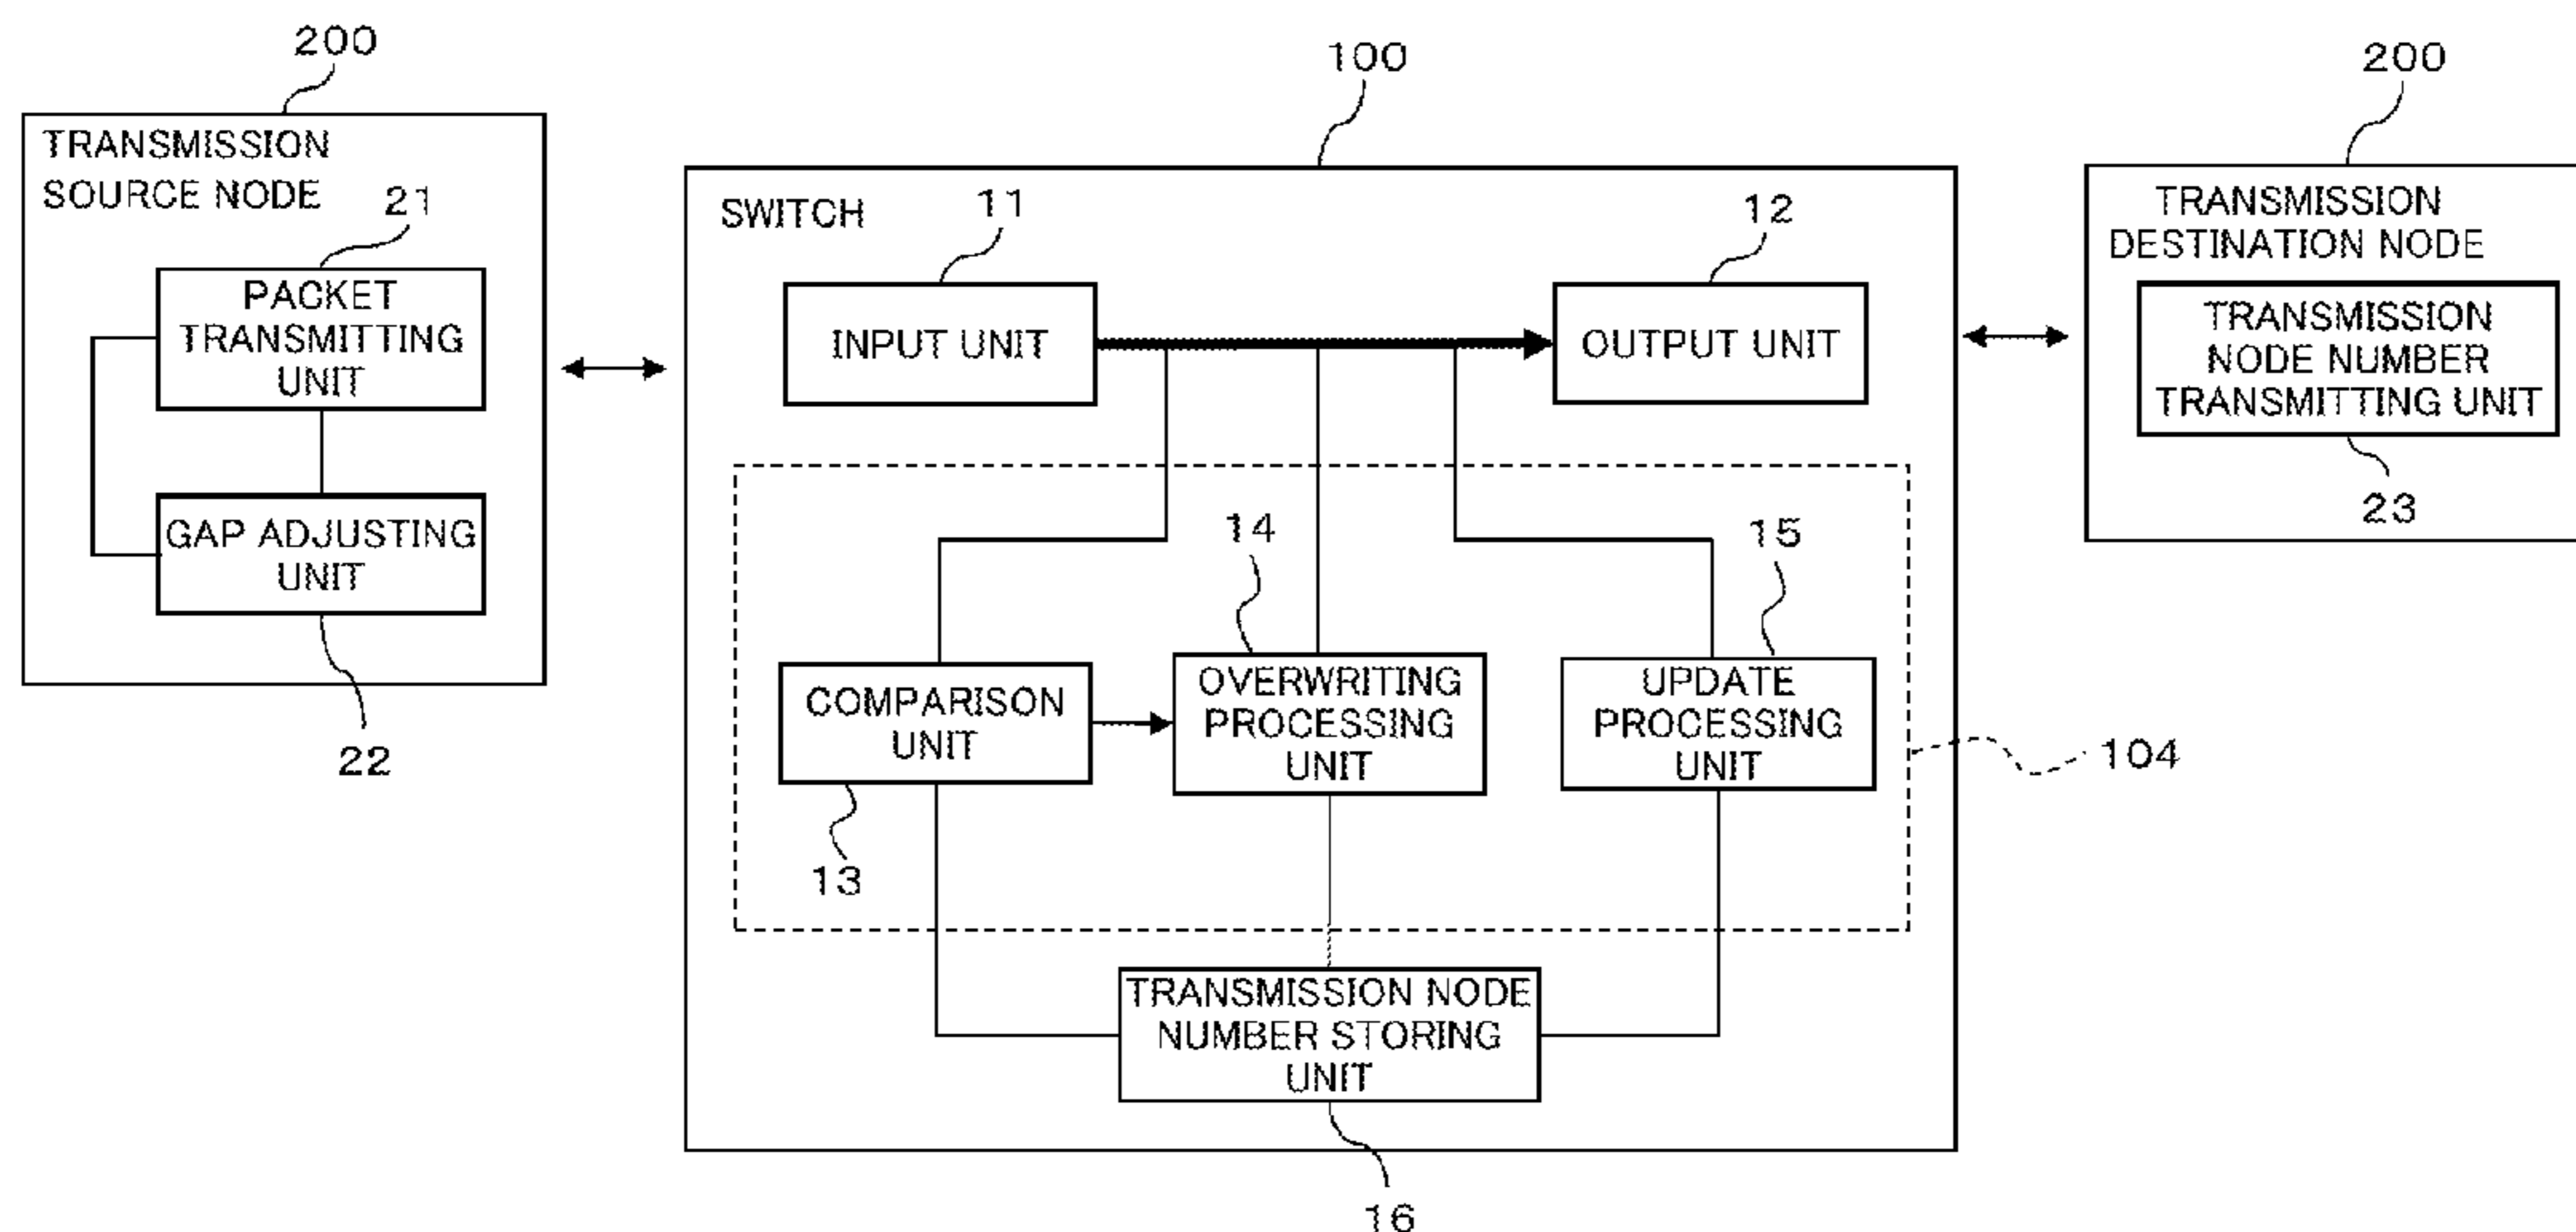 200
TRANSMISSION
SOURCE NODE
21
PACKET
TRANSMITTING
UNIT
GAP ADJUSTING
UNIT
22
100
SWITCH
11
12
INPUT UNIT
OUTPUT UNIT
14
15
COMPARISON
UNIT
OVERWRITING
PROCESSING
UNIT
UPDATE
PROCESSING
UNIT
13
104
TRANSMISSION NODE
NUMBER STORING
UNIT
16
200
TRANSMISSION
DESTINATION NODE
TRANSMISSION
NODE NUMBER
TRANSMITTING UNIT
23